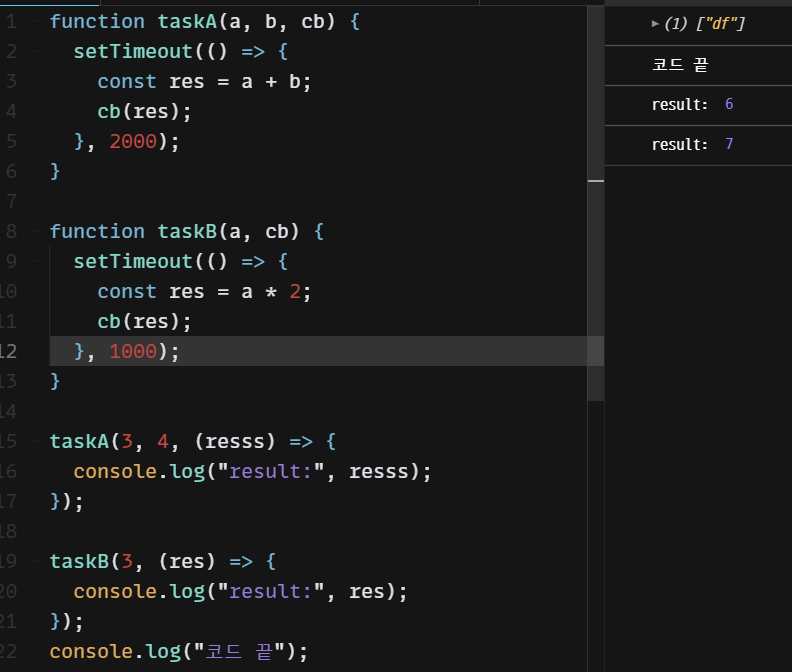 1 function taskA(a, b, cb) {
2   setTimeout(() => {
3     const res = a + b;
4     cb(res);
5   }, 2000);
6 }
7
8 function taskB(a, cb) {
9   setTimeout(() => {
10     const res = a * 2;
11     cb(res);
12   }, 1000);
13 }
14
15 taskA(3, 4, (resss) => {
16   console.log("result:", resss);
17 });
18
19 taskB(3, (res) => {
20   console.log("result:", res);
21 });
22 console.log("코드 끝");
▶ (1) ["df"]
코드 끝
result: 6
result: 7